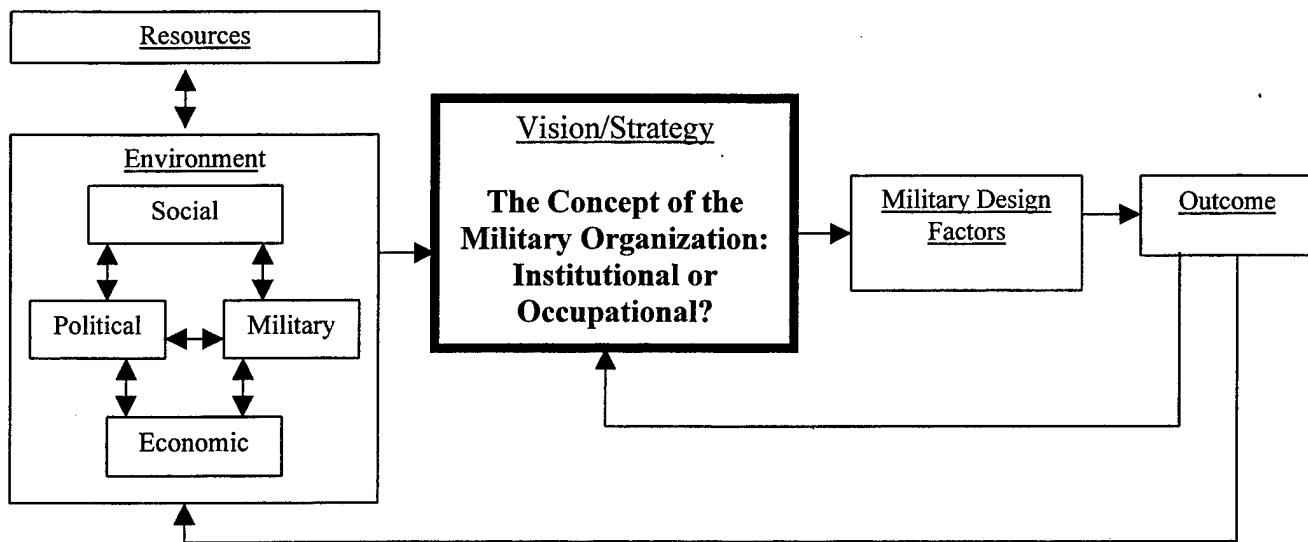 Resources
Environment
Social
Political
Military
Economic
Vision/Strategy
The Concept of the
Military Organization:
Institutional or
Occupational?
Military Design
Factors
Outcome